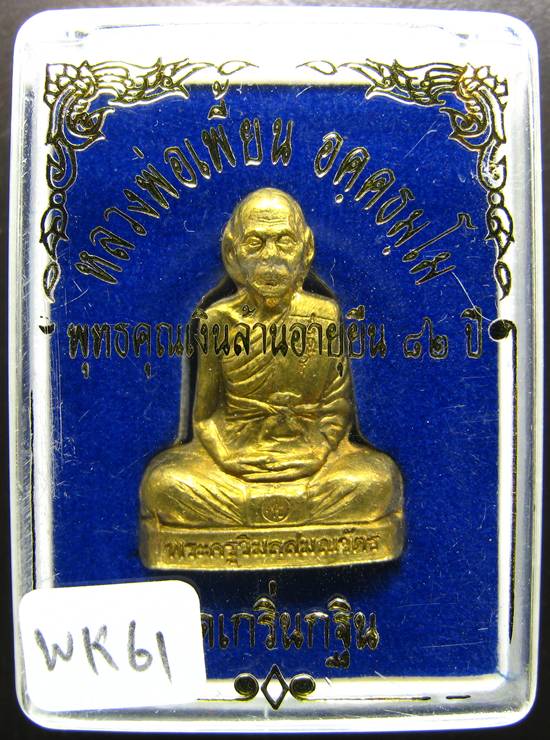 หลวงพ่อเพี้ยน อคฺคธมฺโม
พุทธคุณเงินล้านอายุยืน ๘๒ ปี
พระครูวิมลสมณวัตร
ดเกริ่นกฐิน
WK61